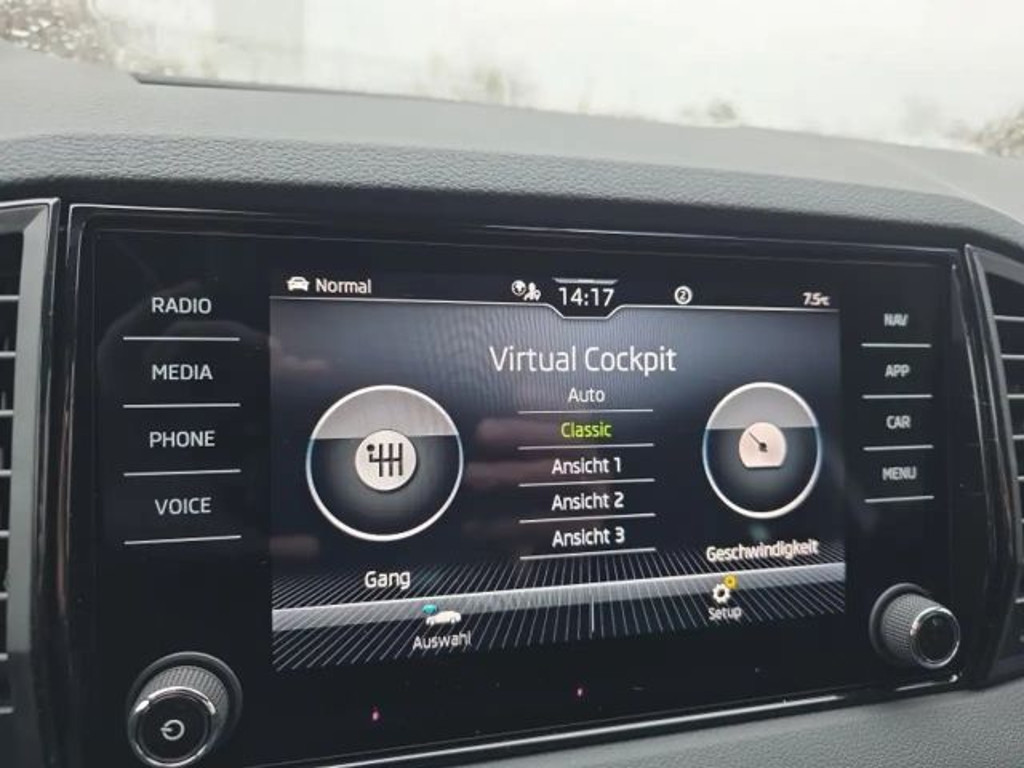 Normal
14:17
2
7.5°C
RADIO
MEDIA
PHONE
VOICE
Virtual Cockpit
Auto
Classic
Ansicht 1
Ansicht 2
Ansicht 3
Gang
Geschwindigkeit
Auswahl
Setup
NAV
APP
CAR
MENU